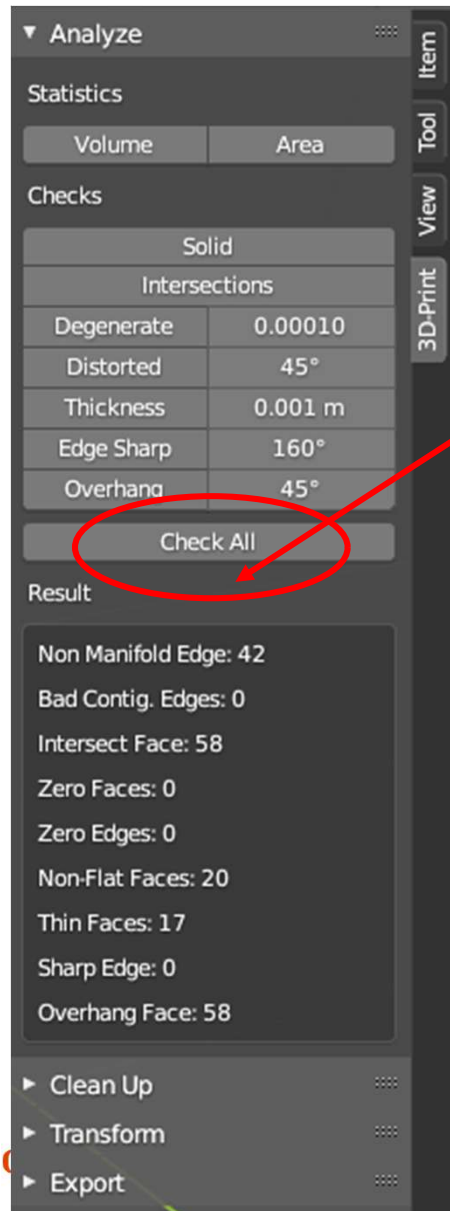 Analyze
Statistics
Volume Area
Checks
Solid
Intersections
Degenerate 0.00010
Distorted 45°
Thickness 0.001 m
Edge Sharp 160°
Overhang 45°
Check All
Result
Non Manifold Edge: 42
Bad Contig. Edges: 0
Intersect Face: 58
Zero Faces: 0
Zero Edges: 0
Non-Flat Faces: 20
Thin Faces: 17
Sharp Edge: 0
Overhang Face: 58
Clean Up
Transform
Export
Item
Tool
View
3D-Print